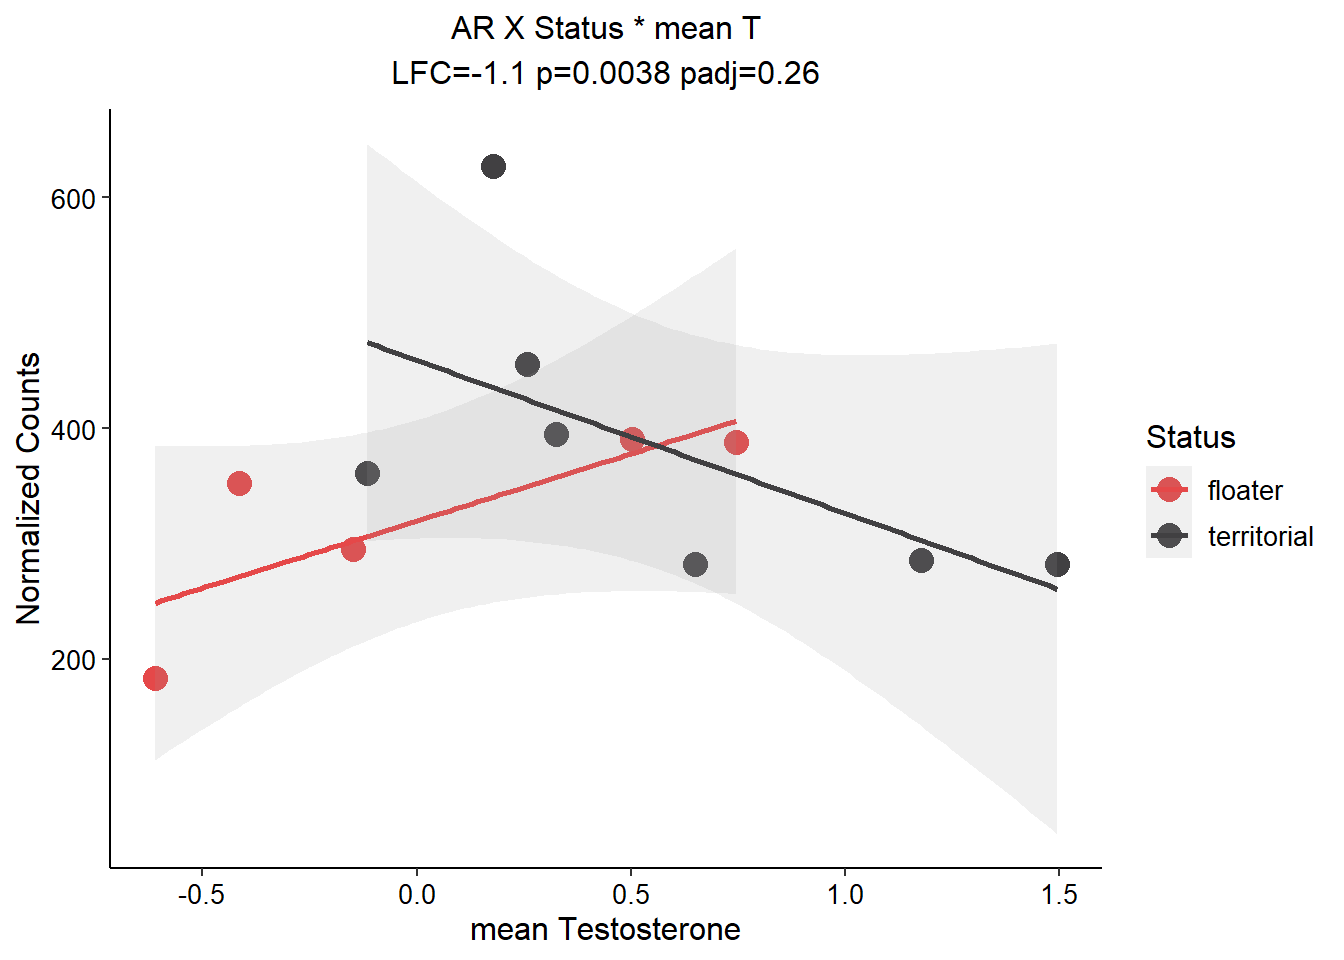 AR X Status * mean T
LFC=-1.1 p=0.0038 padj=0.26
Normalized Counts
600
400
200
-0.5
0.0
0.5
1.0
1.5
mean Testosterone
Status
floater
territorial